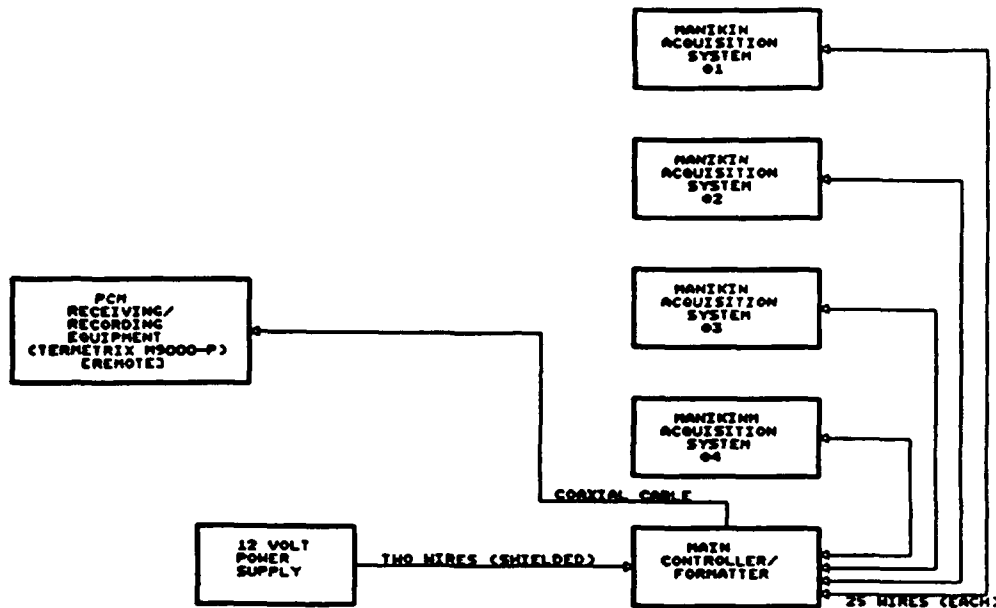 MANIKIN
ACQUISITION
SYSTEM
@1
MANIKIN
ACQUISITION
SYSTEM
@2
MANIKIN
ACQUISITION
SYSTEM
@3
MANIKINM
ACQUISITION
SYSTEM
@4
PCM
RECEIVING/
RECORDING
EQUIPMENT
(TERMETRIX M9000-P)
[REMOTE]
COAXIAL CABLE
12 VOLT
POWER
SUPPLY
TWO WIRES (SHIELDED)
MAIN
CONTROLLER/
FORMATTER
25 WIRES (EACH)